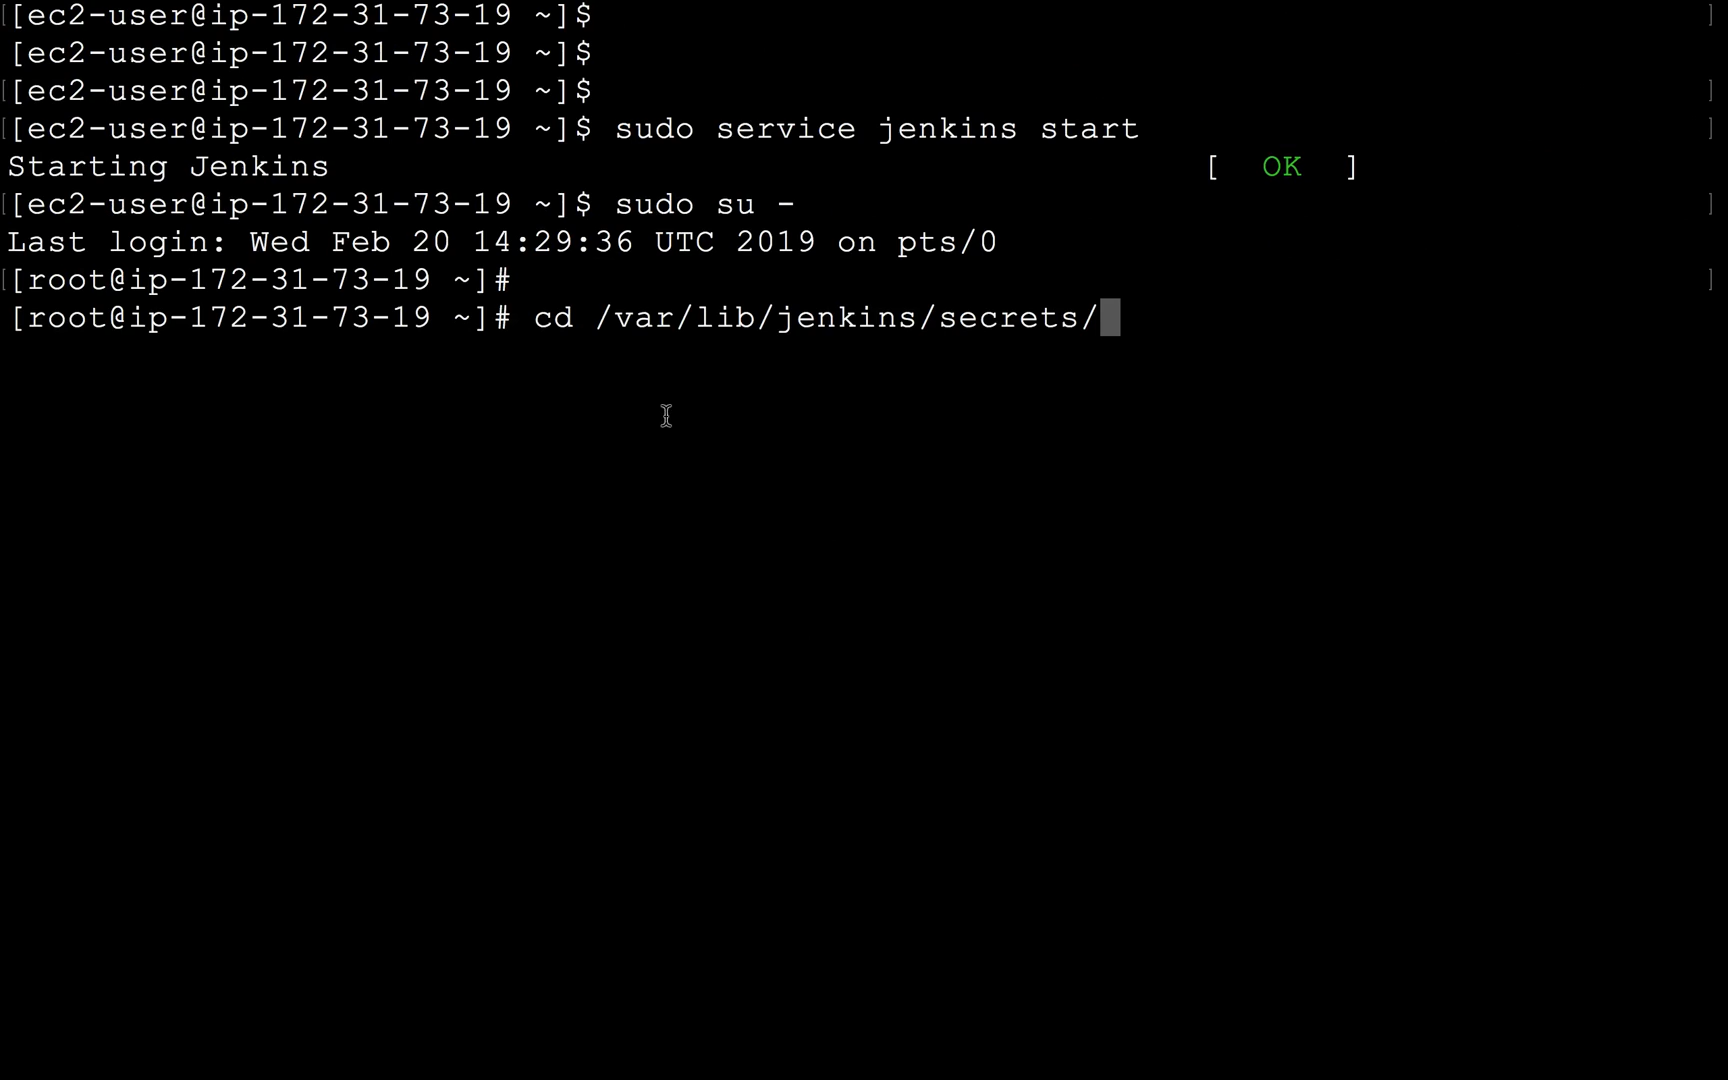 [[ec2-user@ip-172-31-73-19 ~]$ ]
[ec2-user@ip-172-31-73-19 ~]$
[[ec2-user@ip-172-31-73-19 ~]$ ]
[[ec2-user@ip-172-31-73-19 ~]$ sudo service jenkins start ]
Starting Jenkins [ OK ]
[[ec2-user@ip-172-31-73-19 ~]$ sudo su - ]
Last login: Wed Feb 20 14:29:36 UTC 2019 on pts/0
[[root@ip-172-31-73-19 ~]# ]
[root@ip-172-31-73-19 ~]# cd /var/lib/jenkins/secrets/